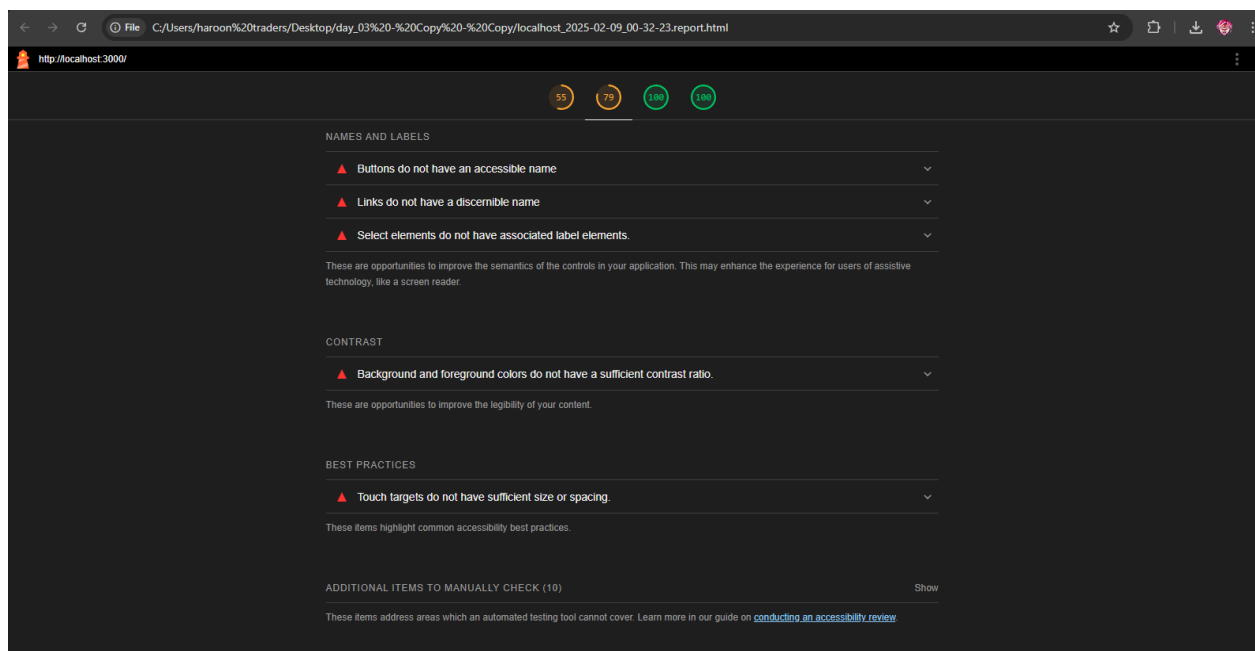 File C:/Users/haroon%20traders/Desktop/day_03%20-%20Copy%20-%20Copy/localhost_2025-02-09_00-32-23.report.html
http://localhost:3000/
55 79 100 100
NAMES AND LABELS
Buttons do not have an accessible name
Links do not have a discernible name
Select elements do not have associated label elements.
These are opportunities to improve the semantics of the controls in your application. This may enhance the experience for users of assistive
technology, like a screen reader.
CONTRAST
Background and foreground colors do not have a sufficient contrast ratio.
These are opportunities to improve the legibility of your content.
BEST PRACTICES
Touch targets do not have sufficient size or spacing.
These items highlight common accessibility best practices.
ADDITIONAL ITEMS TO MANUALLY CHECK (10) Show
These items address areas which an automated testing tool cannot cover. Learn more in our guide on conducting an accessibility review.